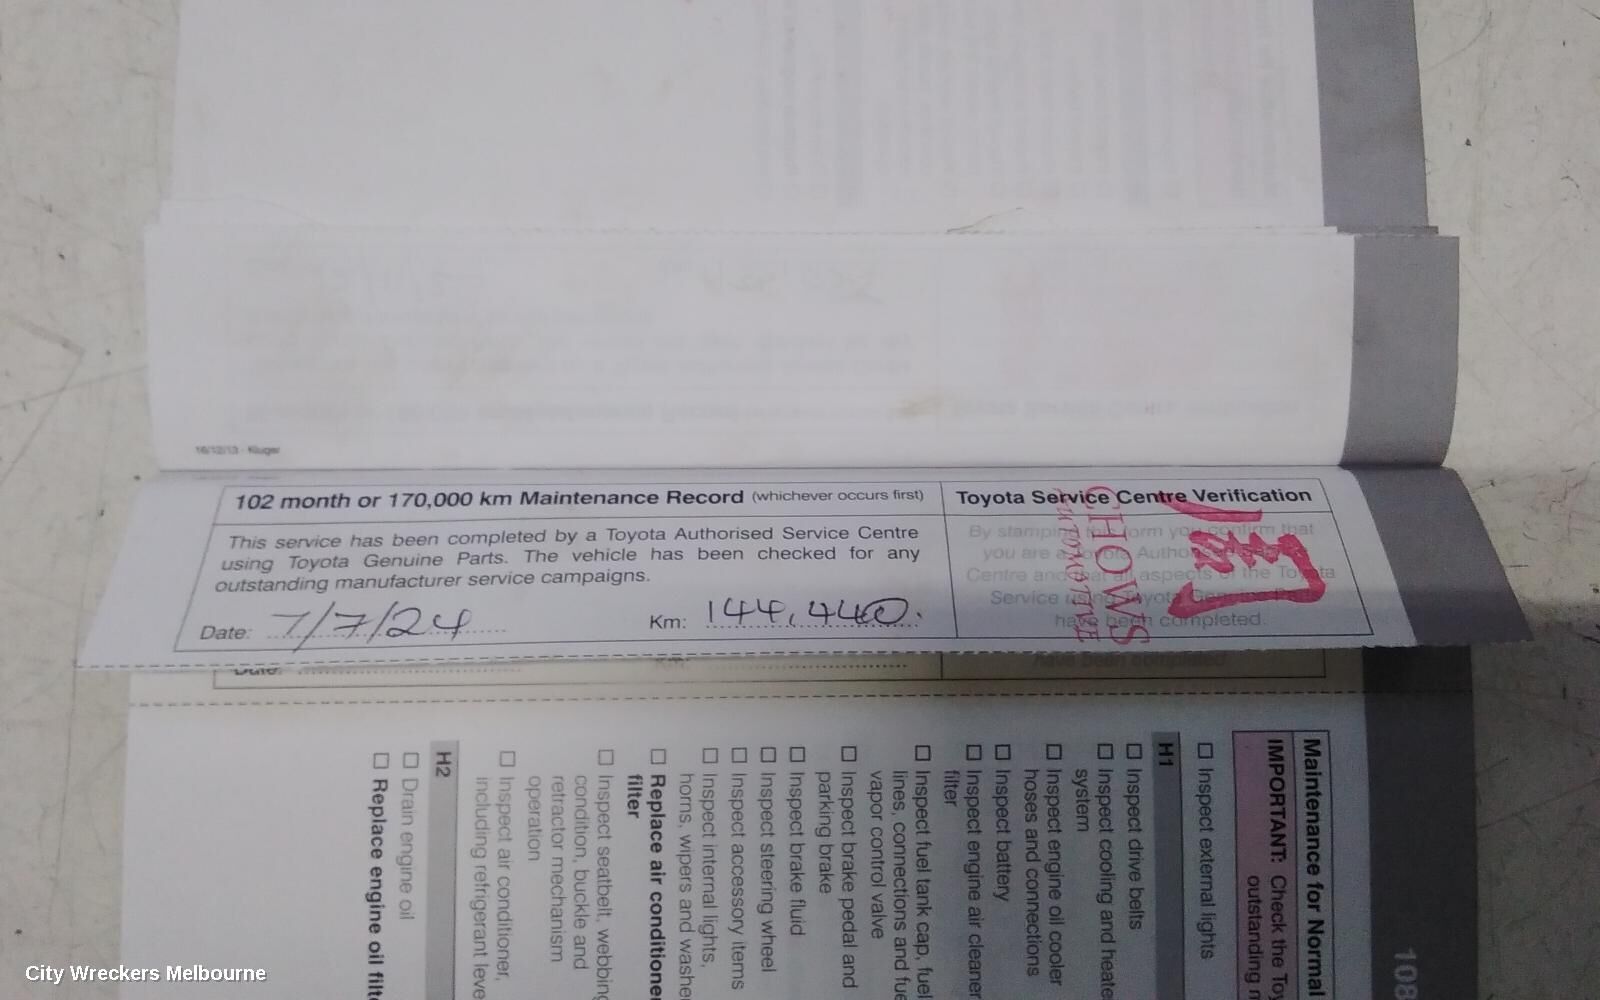 16/12/13 - Kluger
102 month or 170,000 km Maintenance Record (whichever occurs first)
This service has been completed by a Toyota Authorised Service Centre
using Toyota Genuine Parts. The vehicle has been checked for any
outstanding manufacturer service campaigns.
Date: 7/7/24
Km: 144,440.
Toyota Service Centre Verification
By stamping this form you confirm that
you are a Toyota Authorised
Centre and that all aspects of the Toyota
Service using Toyota Genuine
have been completed.
CHOWS
AUTOMOTIVE
Date:
have been completed.
Maintenance for Normal
IMPORTANT: Check the Toy
outstanding
☐ Inspect external lights
H1
☐ Inspect drive belts
☐ Inspect cooling and heate
system
☐ Inspect engine oil cooler
hoses and connections
☐ Inspect battery
☐ Inspect engine air cleaner
filter
☐ Inspect fuel tank cap, fuel
lines, connections and fue
vapor control valve
☐ Inspect brake pedal and
parking brake
☐ Inspect brake fluid
☐ Inspect steering wheel
☐ Inspect accessory items
☐ Inspect internal lights,
horns, wipers and washer
☐ Replace air conditioner
filter
☐ Inspect seatbelt, webbing
condition, buckle and
retractor mechanism
operation
☐ Inspect air conditioner,
including refrigerant leve
H2
☐ Drain engine oil
☐ Replace engine oil filte
108
City Wreckers Melbourne